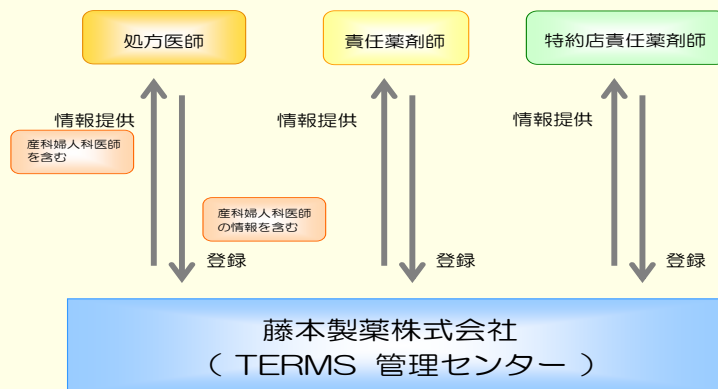 処方医師
責任薬剤師
特約店責任薬剤師
情報提供
情報提供
情報提供
産科婦人科医師
を含む
産科婦人科医師
の情報を含む
登録
登録
登録
藤本製薬株式会社
（ TERMS 管理センター ）